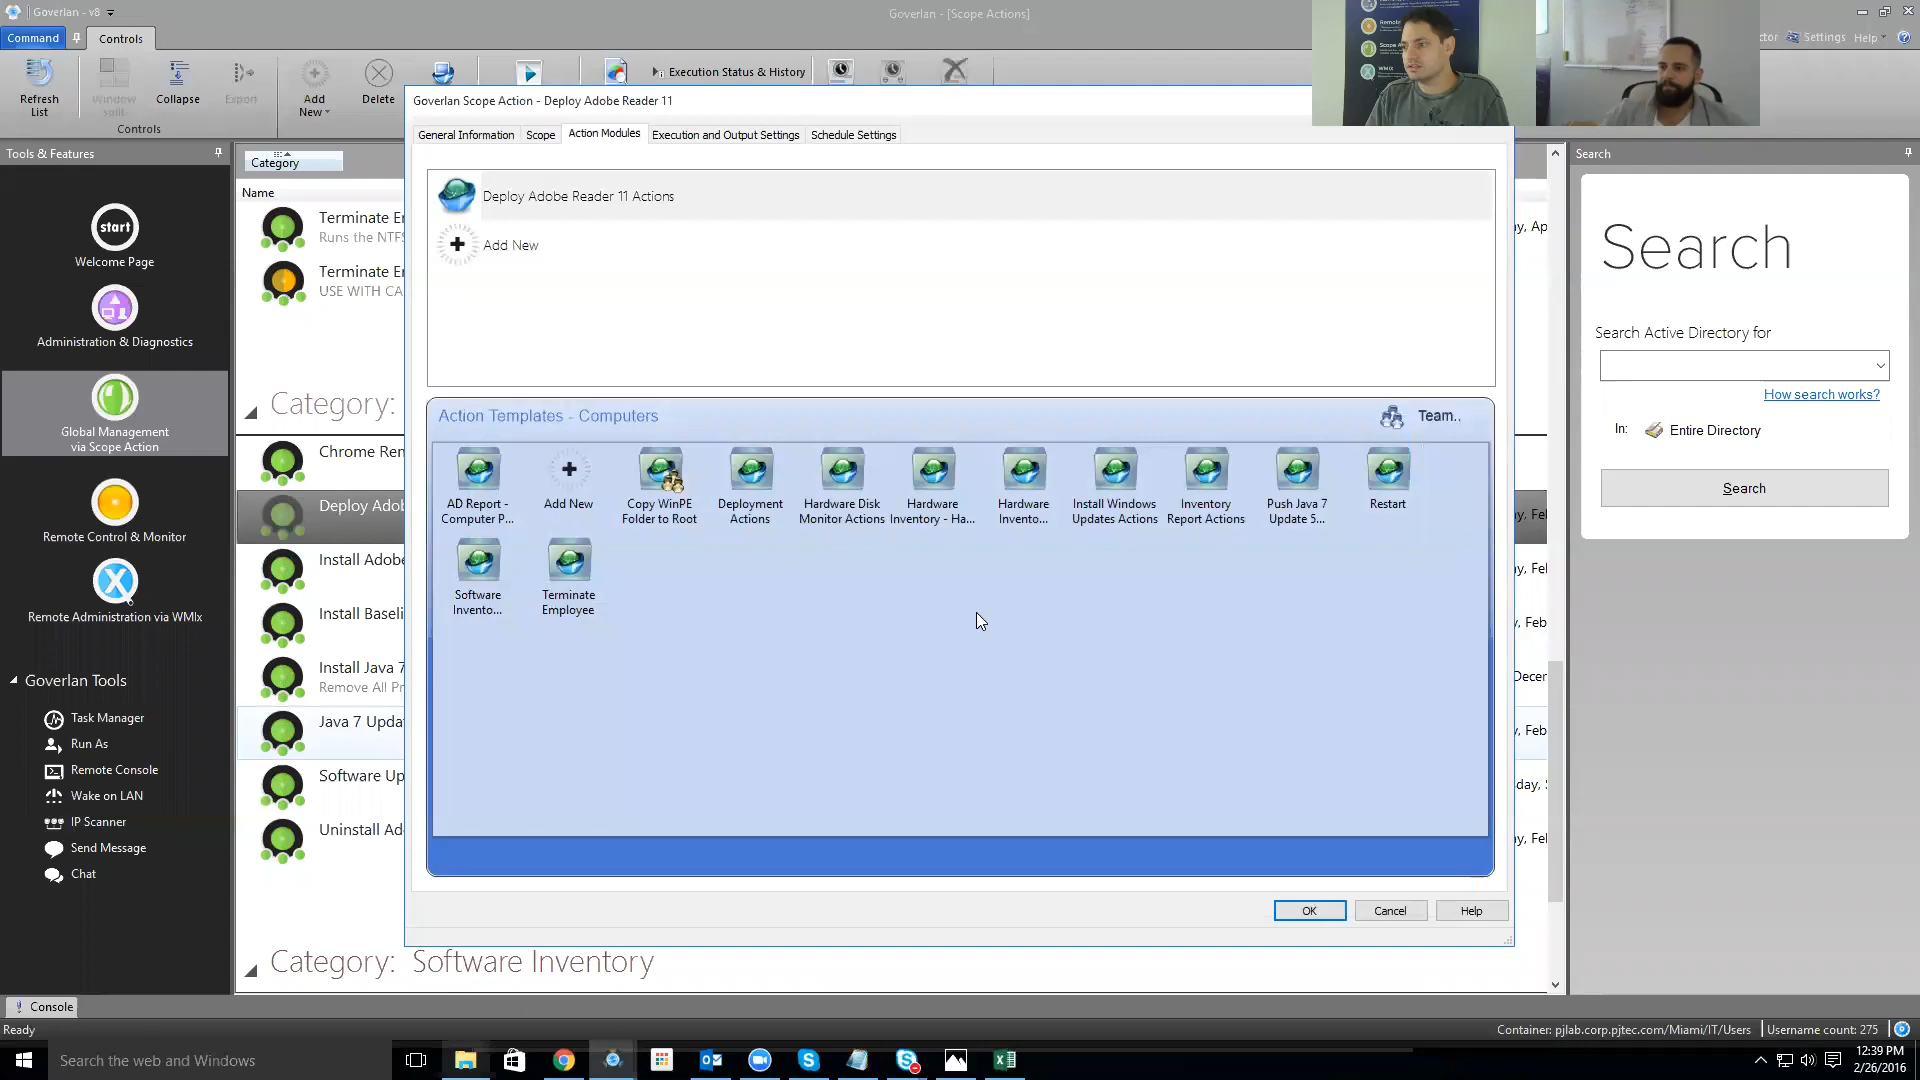 Goverlan - v8
Goverlan - [Scope Actions]
Command
Controls
Settings
Help
Refresh
List
Window
split
Collapse
Export
Add
New
Delete
Execution Status & History
Controls
Goverlan Scope Action - Deploy Adobe Reader 11
General Information
Scope
Action Modules
Execution and Output Settings
Schedule Settings
Tools & Features
Category
Name
Search
start
Welcome Page
Administration & Diagnostics
Global Management
via Scope Action
Remote Control & Monitor
Remote Administration via WMIx
Goverlan Tools
Task Manager
Run As
Remote Console
Wake on LAN
IP Scanner
Send Message
Chat
Terminate Er
Runs the NTFS
Terminate Er
USE WITH CA
Category:
Chrome Ren
Deploy Adob
Install Adobe
Install Baseli
Install Java 7
Remove All Pr
Java 7 Upda
Software Up
Uninstall Ad
Category: Software Inventory
Deploy Adobe Reader 11 Actions
Add New
Action Templates - Computers
Team..
AD Report -
Computer P...
Add New
Copy WinPE
Folder to Root
Deployment
Actions
Hardware Disk
Monitor Actions
Hardware
Inventory - Ha...
Hardware
Invento...
Install Windows
Updates Actions
Inventory
Report Actions
Push Java 7
Update 5...
Restart
Software
Invento...
Terminate
Employee
OK
Cancel
Help
Search
Search Active Directory for
How search works?
In:
Entire Directory
Search
Console
Ready
Container: pjlab.corp.pjtec.com/Miami/IT/Users
Username count: 275
Search the web and Windows
12:39 PM
2/26/2016